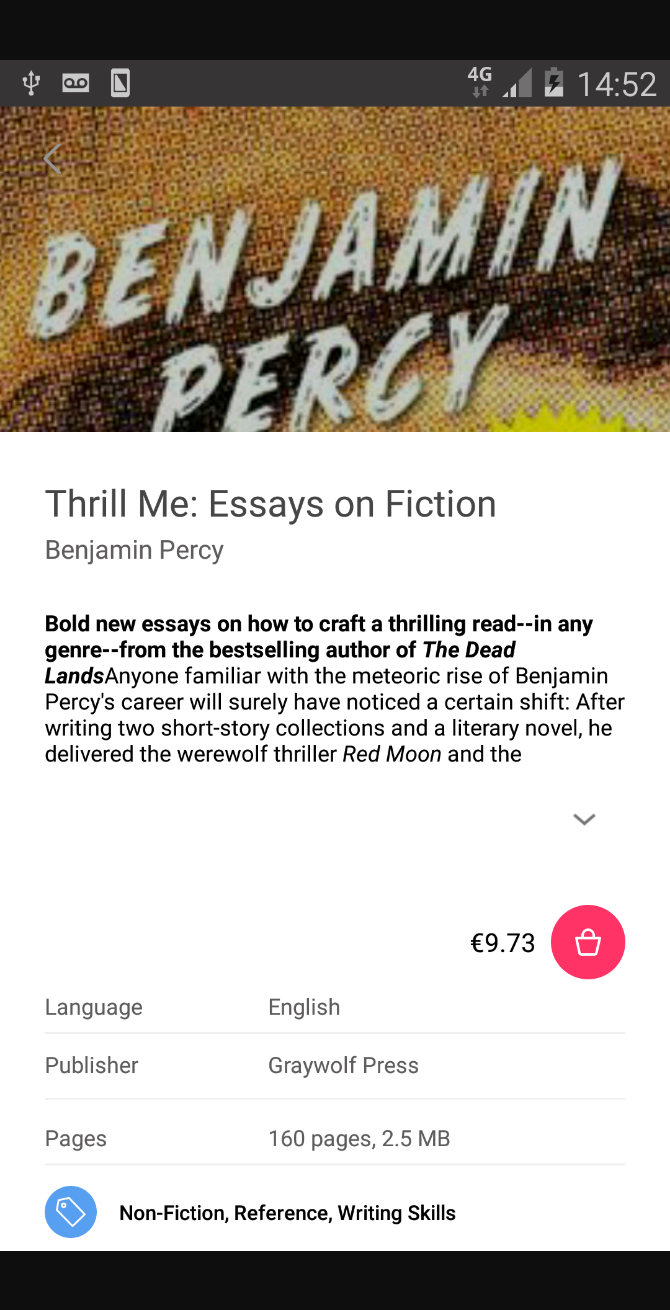 4G
14:52
BENJAMIN
PERCY
Thrill Me: Essays on Fiction
Benjamin Percy
Bold new essays on how to craft a thrilling read--in any
genre--from the bestselling author of The Dead
LandsAnyone familiar with the meteoric rise of Benjamin
Percy's career will surely have noticed a certain shift: After
writing two short-story collections and a literary novel, he
delivered the werewolf thriller Red Moon and the
€9.73
Language English
Publisher Graywolf Press
Pages 160 pages, 2.5 MB
Non-Fiction, Reference, Writing Skills